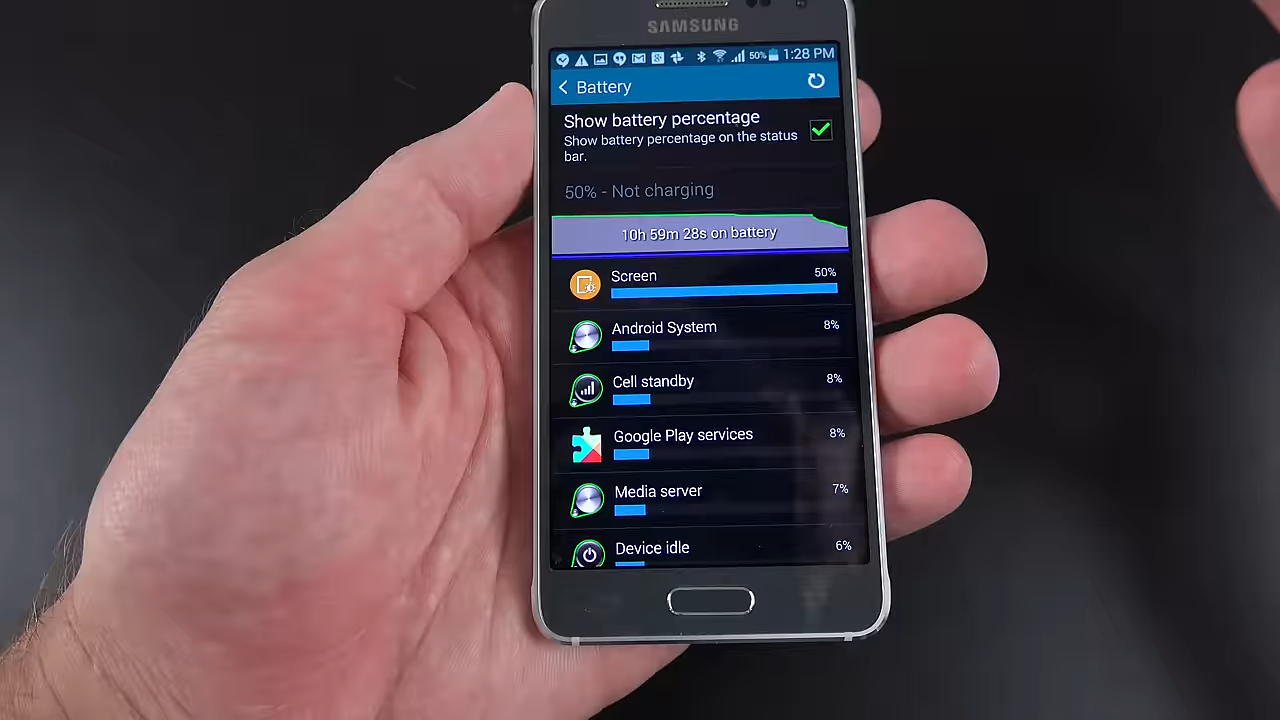 SAMSUNG
50% 1:28 PM
Battery
Show battery percentage
Show battery percentage on the status
bar.
50% - Not charging
10h 59m 28s on battery
Screen 50%
Android System 8%
Cell standby 8%
Google Play services 8%
Media server 7%
Device idle 6%